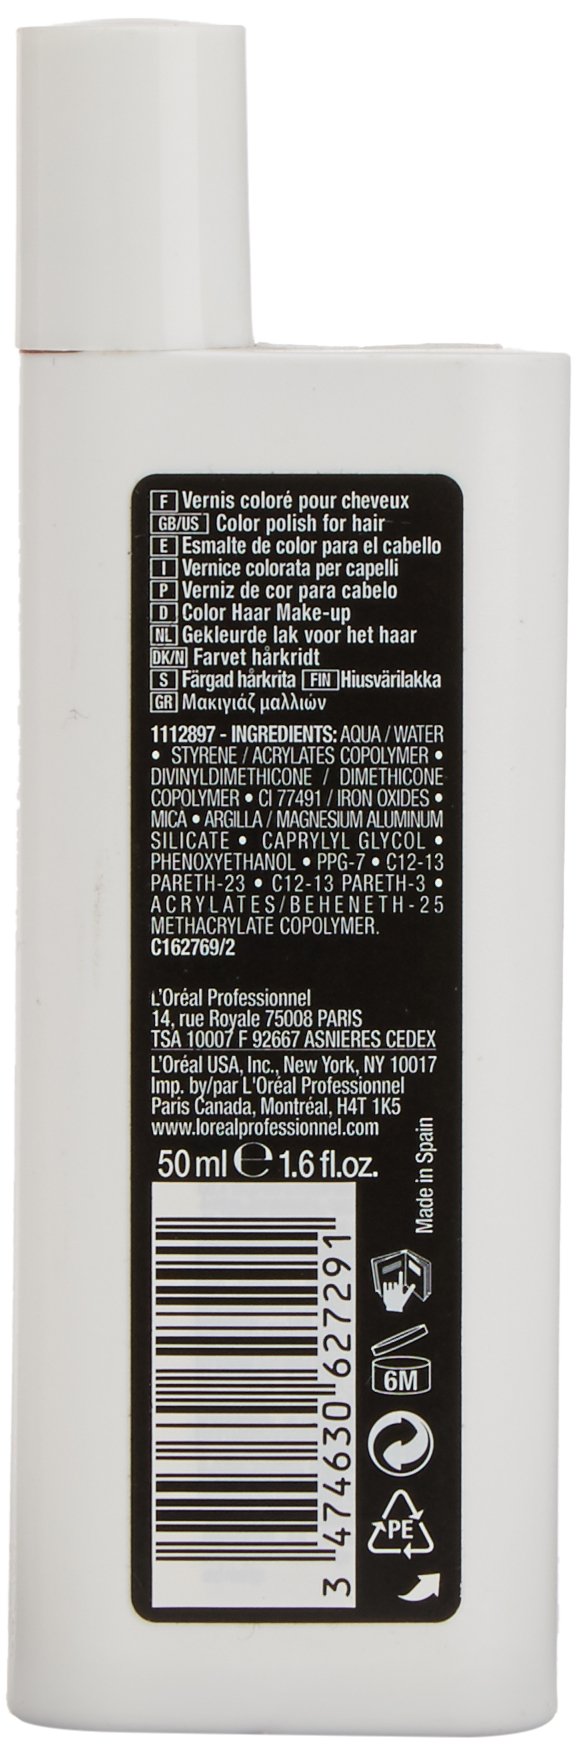 F Vernis coloré pour cheveux
GB/US Color polish for hair
E Esmalte de color para el cabello
I Vernice colorata per capelli
P Verniz de cor para cabelo
D Color Haar Make-up
NL Gekleurde lak voor het haar
DK/N Farvet hårkridt
S Färgad hårkrita FIN Hiusvärilakka
GR Μακιγιάζ μαλλιών
1112897 - INGREDIENTS: AQUA / WATER
• STYRENE / ACRYLATES COPOLYMER •
DIVINYLDIMETHICONE / DIMETHICONE
COPOLYMER • CI 77491 / IRON OXIDES •
MICA • ARGILLA / MAGNESIUM ALUMINUM
SILICATE • CAPRYLYL GLYCOL •
PHENOXYETHANOL • PPG-7 • C12-13
PARETH-23 • C12-13 PARETH-3 •
ACRYLATES/BEHENETH-25
METHACRYLATE COPOLYMER.
C162769/2
L'Oréal Professionnel
14, rue Royale 75008 PARIS
TSA 10007 F 92667 ASNIERES CEDEX
L'Oréal USA, Inc., New York, NY 10017
Imp. by/par L'Oréal Professionnel
Paris Canada, Montréal, H4T 1K5
www.lorealprofessionnel.com
50 ml ℮ 1.6 fl.oz.
Made in Spain
3 474630 627291
6M
PE